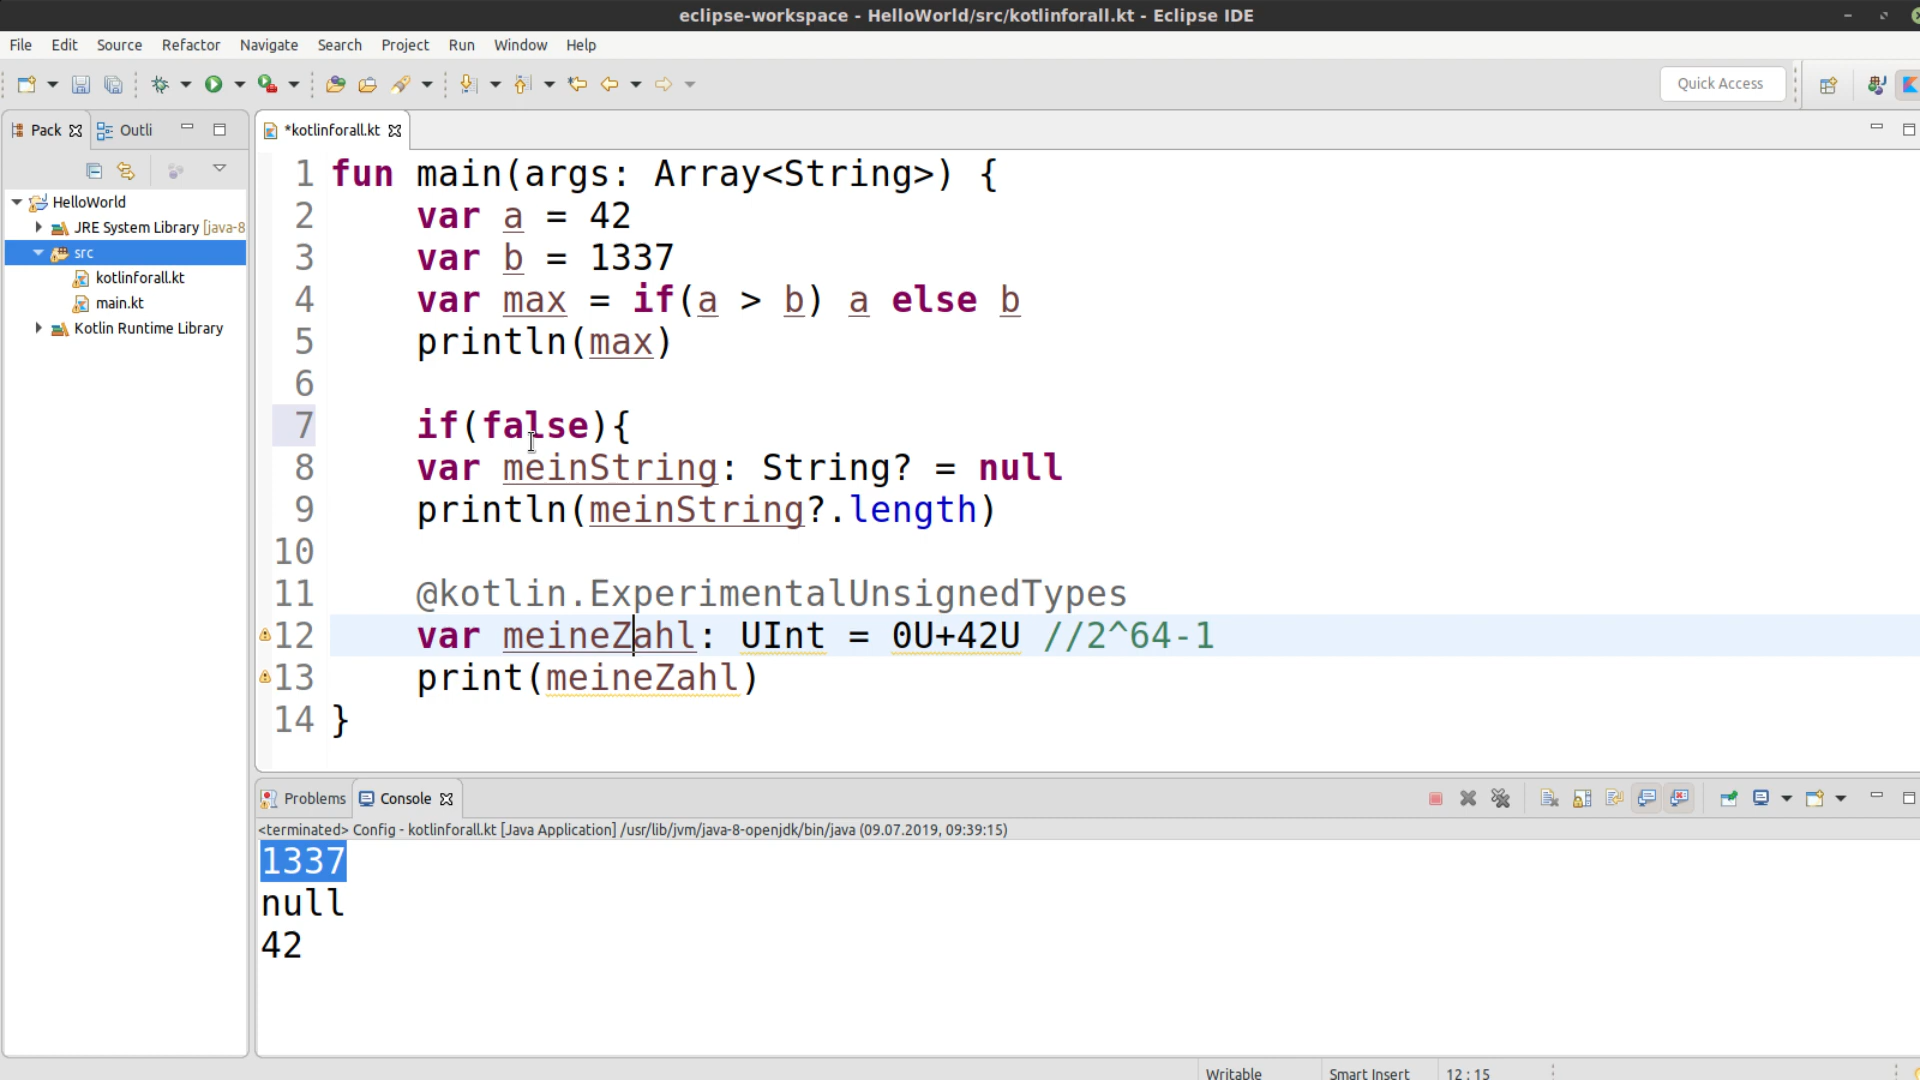 eclipse-workspace - HelloWorld/src/kotlinforall.kt - Eclipse IDE
File Edit Source Refactor Navigate Search Project Run Window Help
Quick Access
Pack Outli
*kotlinforall.kt
HelloWorld
JRE System Library [java-8
src
kotlinforall.kt
main.kt
Kotlin Runtime Library
1 fun main(args: Array<String>) {
2 var a = 42
3 var b = 1337
4 var max = if(a > b) a else b
5 println(max)
6
7 if(false){
8 var meinString: String? = null
9 println(meinString?.length)
10
11 @kotlin.ExperimentalUnsignedTypes
12 var meineZahl: UInt = 0U+42U //2^64-1
13 print(meineZahl)
14 }
Problems Console
<terminated> Config - kotlinforall.kt [Java Application] /usr/lib/jvm/java-8-openjdk/bin/java (09.07.2019, 09:39:15)
1337
null
42
Writable Smart Insert 12 : 15